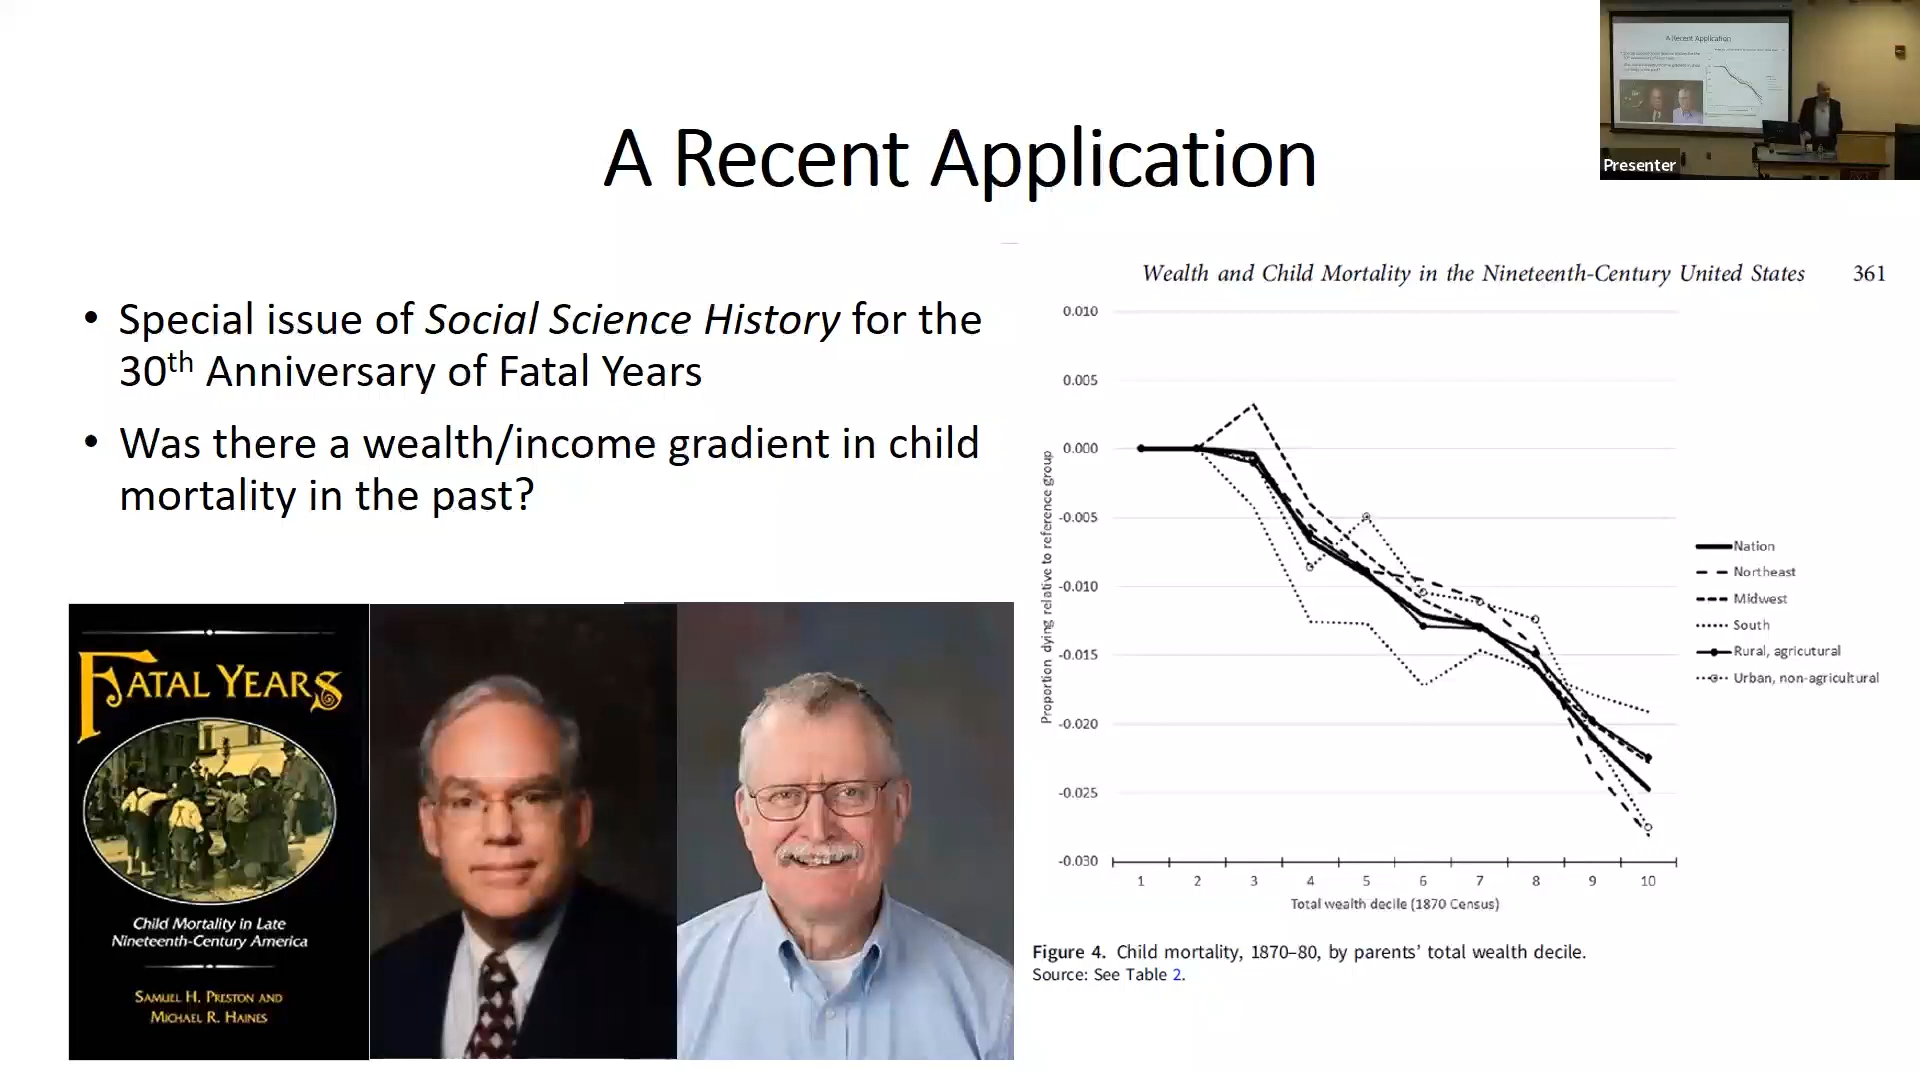 A Recent Application
Presenter
A Recent Application
• Special issue of Social Science History for the
30th Anniversary of Fatal Years
• Was there a wealth/income gradient in child
mortality in the past?
FATAL YEARS
Child Mortality in Late
Nineteenth-Century America
SAMUEL H. PRESTON AND
MICHAEL R. HAINES
Wealth and Child Mortality in the Nineteenth-Century United States 361
0.010
0.005
0.000
-0.005
-0.010
-0.015
-0.020
-0.025
-0.030
Proportion dying relative to reference group
1 2 3 4 5 6 7 8 9 10
Total wealth decile (1870 Census)
Nation
Northeast
Midwest
South
Rural, agricutural
Urban, non-agricultural
Figure 4. Child mortality, 1870–80, by parents' total wealth decile.
Source: See Table 2.